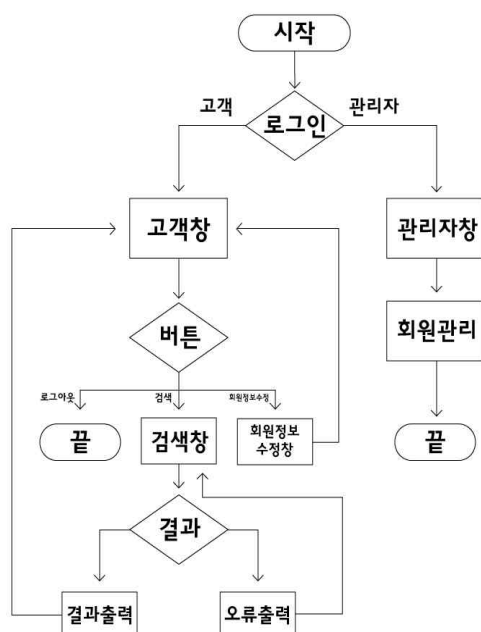 시작
고객
관리자
로그인
고객창
관리자창
버튼
회원관리
로그아웃
검색
회원정보수정
끝
검색창
회원정보
수정창
끝
결과
결과출력
오류출력